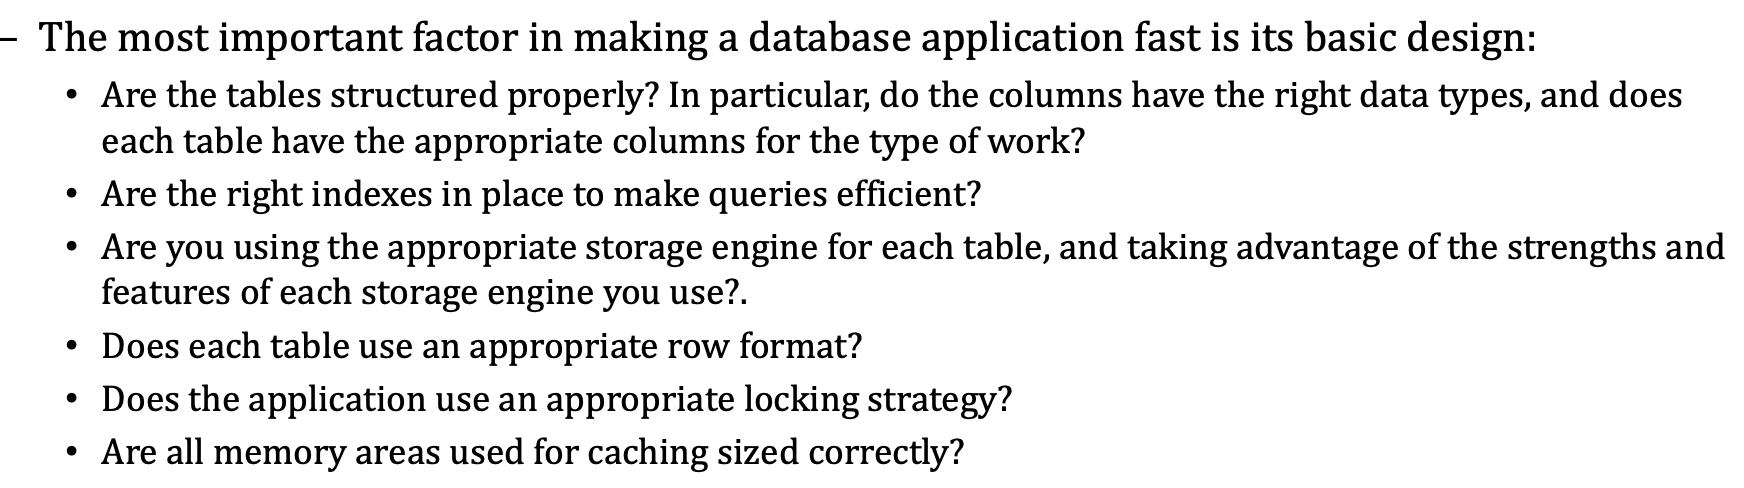 – The most important factor in making a database application fast is its basic design:
• Are the tables structured properly? In particular, do the columns have the right data types, and does
each table have the appropriate columns for the type of work?
• Are the right indexes in place to make queries efficient?
• Are you using the appropriate storage engine for each table, and taking advantage of the strengths and
features of each storage engine you use?.
• Does each table use an appropriate row format?
• Does the application use an appropriate locking strategy?
• Are all memory areas used for caching sized correctly?